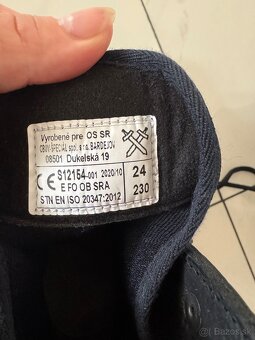 Vyrobené pre OS SR
OBUV ŠPECIÁL spol. s r.o. BARDEJOV
08501 Dukelská 19
CE S12154-001 2020/10
E FO OB SRA
STN EN ISO 20347:2012
24
230
Bazos.sk